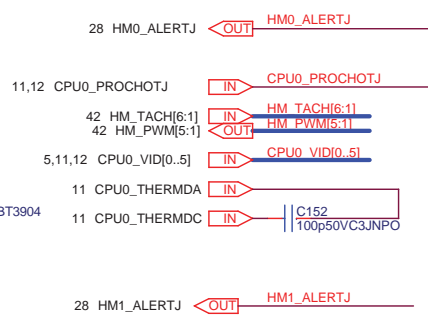 28 HM0_ALERTJ OUT HM0_ALERTJ
11,12 CPU0_PROCHOTJ IN CPU0_PROCHOTJ
42 HM_TACH[6:1] IN HM_TACH[6:1]
42 HM_PWM[5:1] OUT HM_PWM[5:1]
5,11,12 CPU0_VID[0..5] IN CPU0_VID[0..5]
11 CPU0_THERMDA IN
BT3904 11 CPU0_THERMDC IN C152
100p50VC3JNPO
28 HM1_ALERTJ OUT HM1_ALERTJ